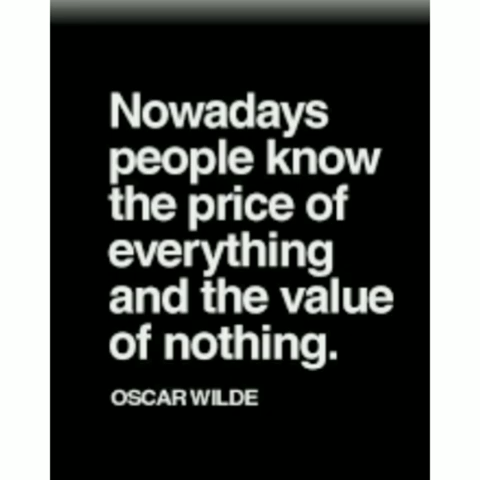 Nowadays
people know
the price of
everything
and the value
of nothing.
OSCAR WILDE